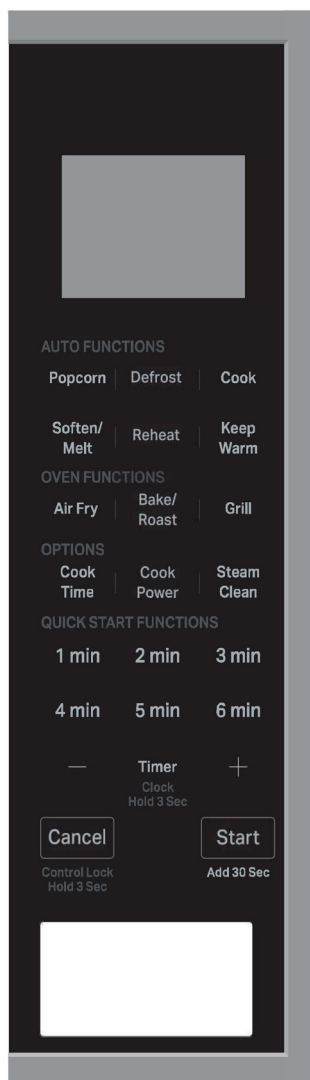 AUTO FUNCTIONS
Popcorn Defrost Cook
Soften/ Melt Reheat Keep Warm
OVEN FUNCTIONS
Air Fry Bake/ Roast Grill
OPTIONS
Cook Time Cook Power Steam Clean
QUICK START FUNCTIONS
1 min 2 min 3 min
4 min 5 min 6 min
— Timer +
Clock
Hold 3 Sec
Cancel Start
Control Lock Add 30 Sec
Hold 3 Sec